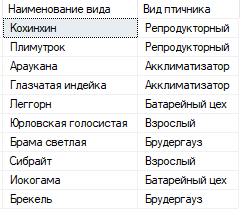 Наименование вида Вид птичника
Кохинхин Репродукторный
Плимутрок Репродукторный
Араукана Акклиматизатор
Глазчатая индейка Акклиматизатор
Леггорн Батарейный цех
Юрловская голосистая Взрослый
Брама светлая Брудергауз
Сибрайт Взрослый
Иокогама Батарейный цех
Брекель Брудергауз